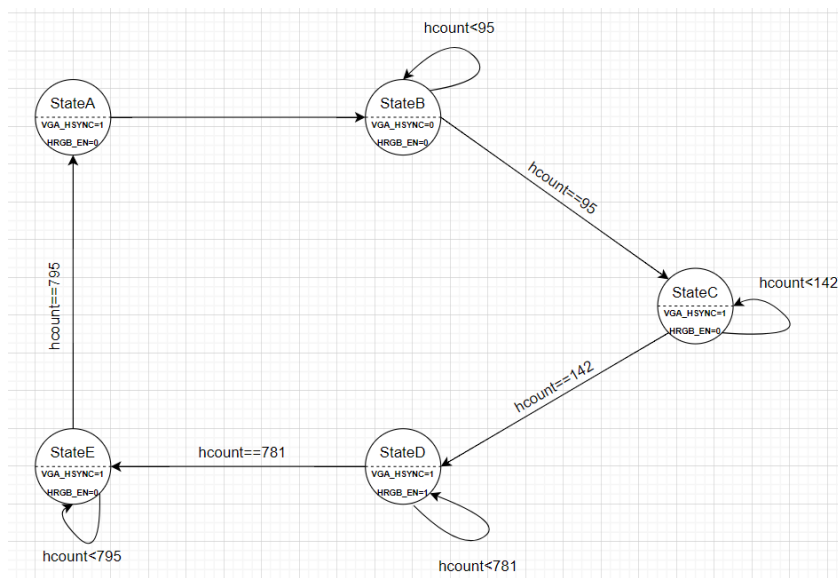 hcount<95
StateA
VGA_HSYNC=1
HRGB_EN=0
StateB
VGA_HSYNC=0
HRGB_EN=0
hcount==95
hcount==795
StateC
VGA_HSYNC=1
HRGB_EN=0
hcount<142
hcount==142
StateE
VGA_HSYNC=1
HRGB_EN=0
hcount==781
StateD
VGA_HSYNC=1
HRGB_EN=1
hcount<795
hcount<781